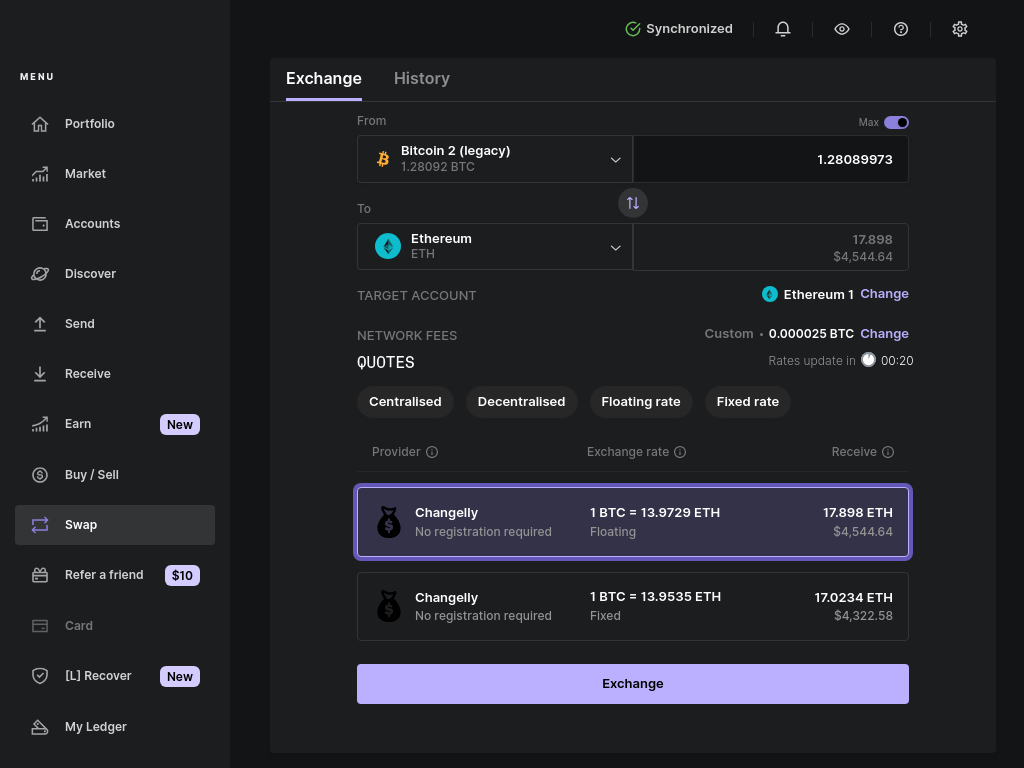 Synchronized
MENU
Portfolio
Market
Accounts
Discover
Send
Receive
Earn New
Buy / Sell
Swap
Refer a friend $10
Card
[L] Recover New
My Ledger
Exchange History
From Max
Bitcoin 2 (legacy)
1.28092 BTC
1.28089973
To
Ethereum
ETH
17.898
$4,544.64
TARGET ACCOUNT Ethereum 1 Change
NETWORK FEES Custom • 0.000025 BTC Change
QUOTES Rates update in 00:20
Centralised Decentralised Floating rate Fixed rate
Provider Exchange rate Receive
Changelly 1 BTC = 13.9729 ETH 17.898 ETH
No registration required Floating $4,544.64
Changelly 1 BTC = 13.9535 ETH 17.0234 ETH
No registration required Fixed $4,322.58
Exchange